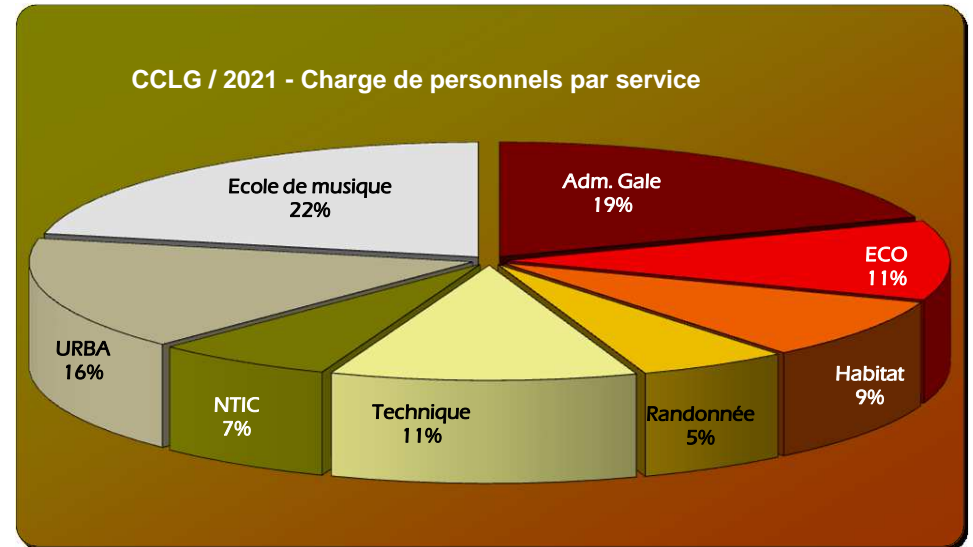 CCLG / 2021 - Charge de personnels par service
Ecole de musique
22%
Adm. Gale
19%
ECO
11%
Habitat
9%
Randonnée
5%
Technique
11%
NTIC
7%
URBA
16%